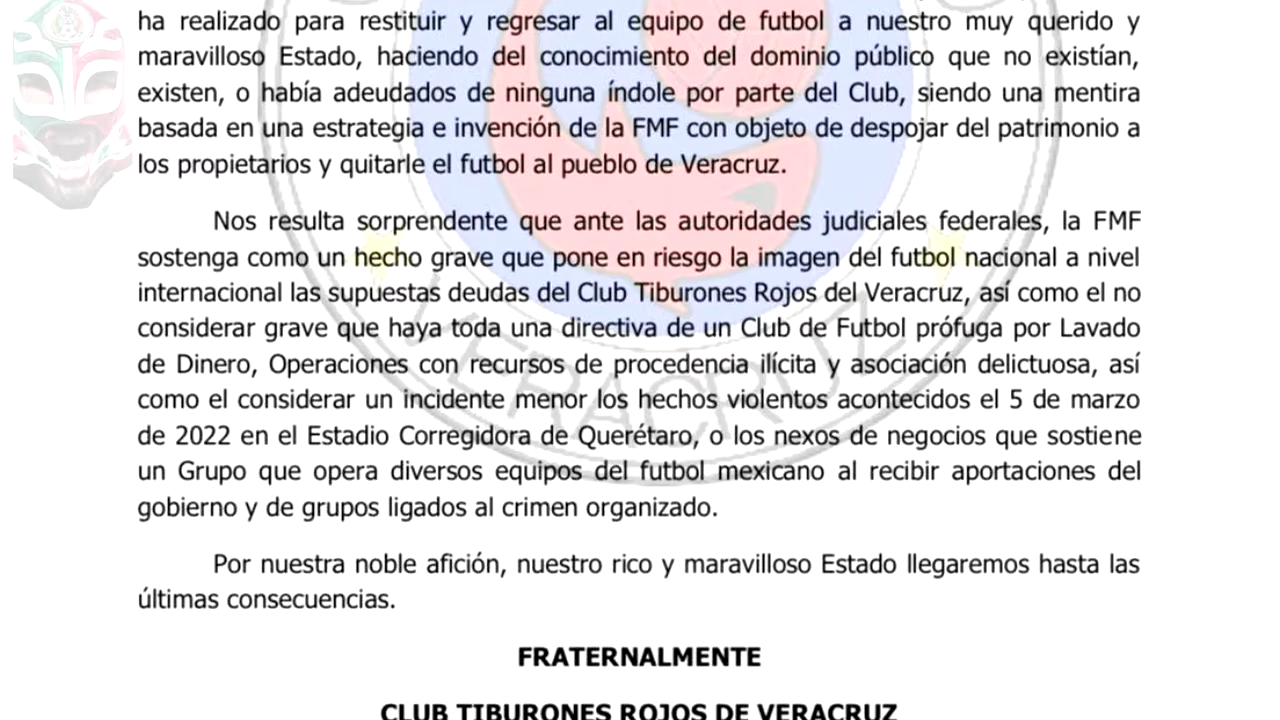 ha realizado para restituir y regresar al equipo de futbol a nuestro muy querido y
maravilloso Estado, haciendo del conocimiento del dominio público que no existían,
existen, o había adeudados de ninguna índole por parte del Club, siendo una mentira
basada en una estrategia e invención de la FMF con objeto de despojar del patrimonio a
los propietarios y quitarle el futbol al pueblo de Veracruz.
Nos resulta sorprendente que ante las autoridades judiciales federales, la FMF
sostenga como un hecho grave que pone en riesgo la imagen del futbol nacional a nivel
internacional las supuestas deudas del Club Tiburones Rojos del Veracruz, así como el no
considerar grave que haya toda una directiva de un Club de Futbol prófuga por Lavado
de Dinero, Operaciones con recursos de procedencia ilícita y asociación delictuosa, así
como el considerar un incidente menor los hechos violentos acontecidos el 5 de marzo
de 2022 en el Estadio Corregidora de Querétaro, o los nexos de negocios que sostiene
un Grupo que opera diversos equipos del futbol mexicano al recibir aportaciones del
gobierno y de grupos ligados al crimen organizado.
Por nuestra noble afición, nuestro rico y maravilloso Estado llegaremos hasta las
últimas consecuencias.
FRATERNALMENTE
CLUB TIBURONES ROJOS DE VERACRUZ
VERACRUZ